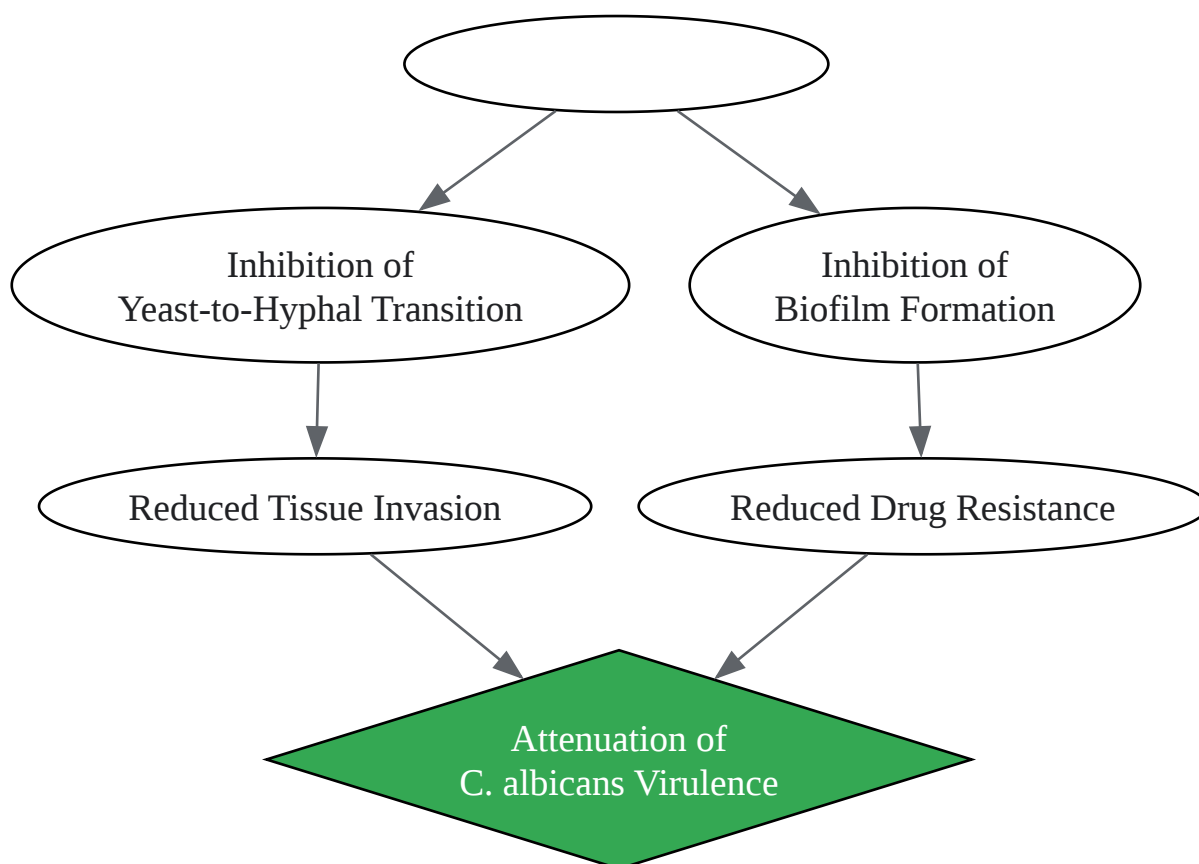 Inhibition of
Yeast-to-Hyphal Transition
Inhibition of
Biofilm Formation
Reduced Tissue Invasion
Reduced Drug Resistance
Attenuation of
C. albicans Virulence